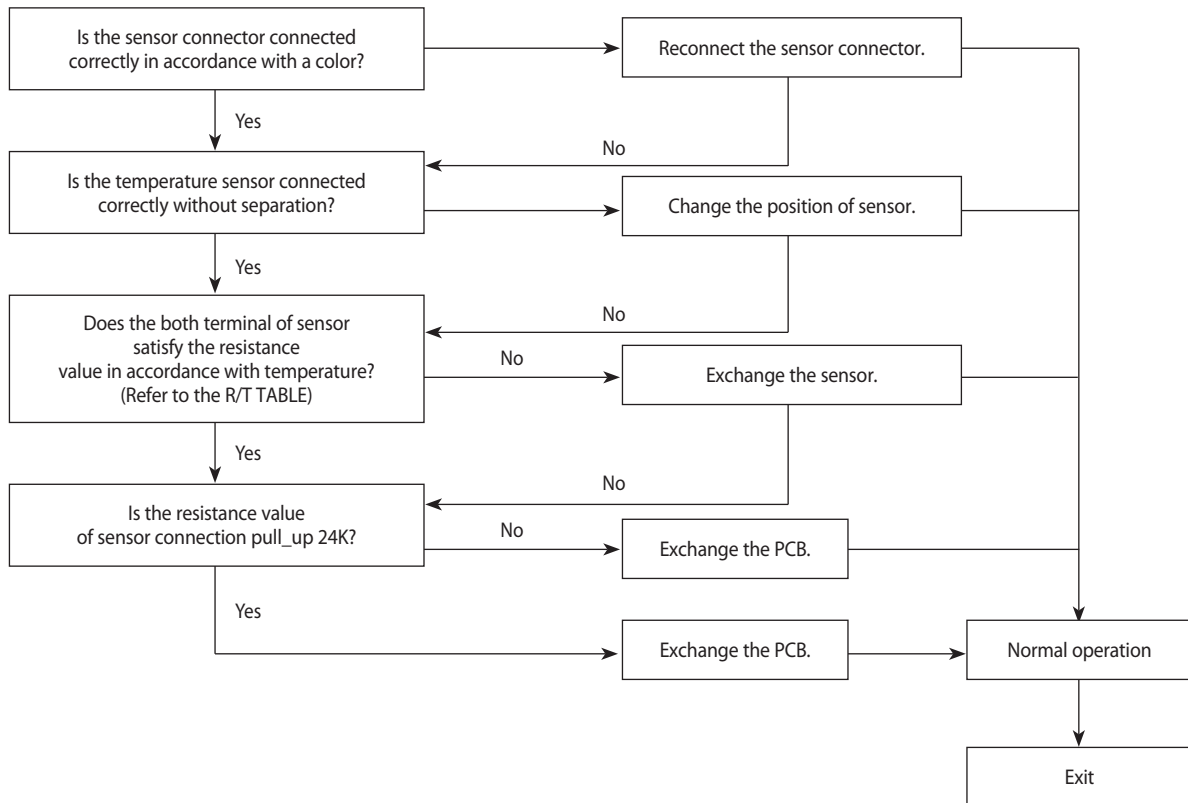 Is the sensor connector connected
correctly in accordance with a color?
Reconnect the sensor connector.
Yes
No
Is the temperature sensor connected
correctly without separation?
Change the position of sensor.
Yes
No
Does the both terminal of sensor
satisfy the resistance
value in accordance with temperature?
(Refer to the R/T TABLE)
No
Exchange the sensor.
Yes
No
Is the resistance value
of sensor connection pull_up 24K?
No
Exchange the PCB.
Yes
Exchange the PCB.
Normal operation
Exit